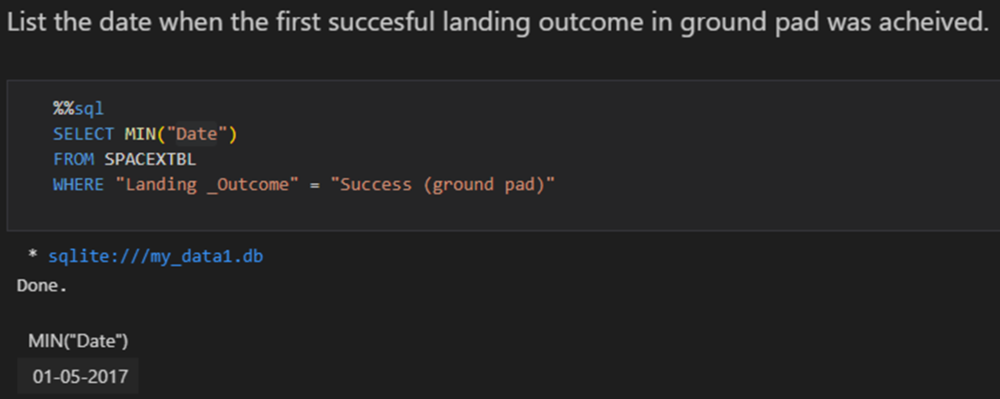 List the date when the first succesful landing outcome in ground pad was acheived.
%%sql
SELECT MIN("Date")
FROM SPACEXTBL
WHERE "Landing _Outcome" = "Success (ground pad)"
* sqlite:///my_data1.db
Done.
MIN("Date")
01-05-2017